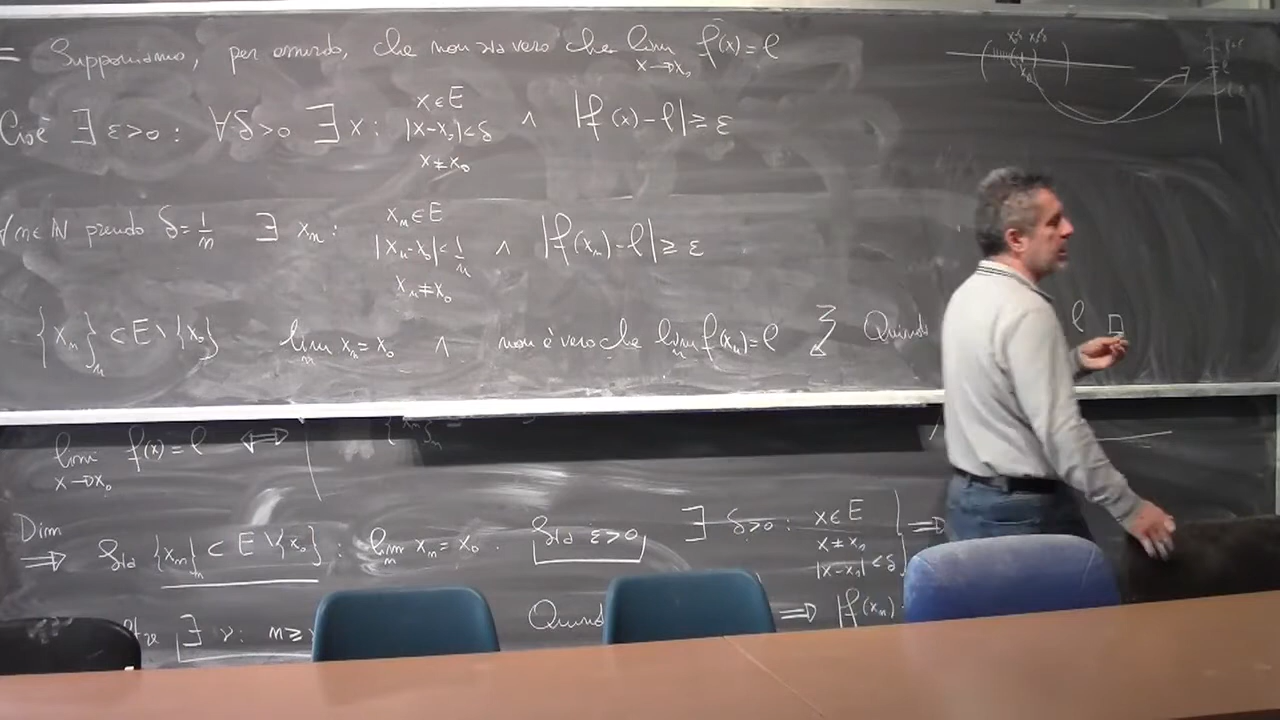 = Supponiamo, per assurdo, che non sia vero che lim f(x) = l
x→x₀
Cioè ∃ ε>0 : ∀δ>0 ∃ x : x∈E |x-x₀|<δ x≠x₀ ∧ |f(x)-l| ≥ ε
∀ n∈ℕ prendo δ=1/n ∃ xₙ : xₙ∈E |xₙ-x₀|<1/n xₙ≠x₀ ∧ |f(xₙ)-l| ≥ ε
{xₙ}ₙ ⊂ E\{x₀} lim xₙ = x₀ ∧ non è vero che lim f(xₙ)=l Quindi l □
lim f(x) = l ⟺
x→x₀
Dim
⟹ Sia {xₙ}ₙ ⊂ E\{x₀} : lim xₙ = x₀ . Sia ε>0 ∃ δ>0 : x∈E x≠x₀ |x-x₀|<δ ⟹
∃ ν : n≥ Quind ⟹ |f(xₙ)